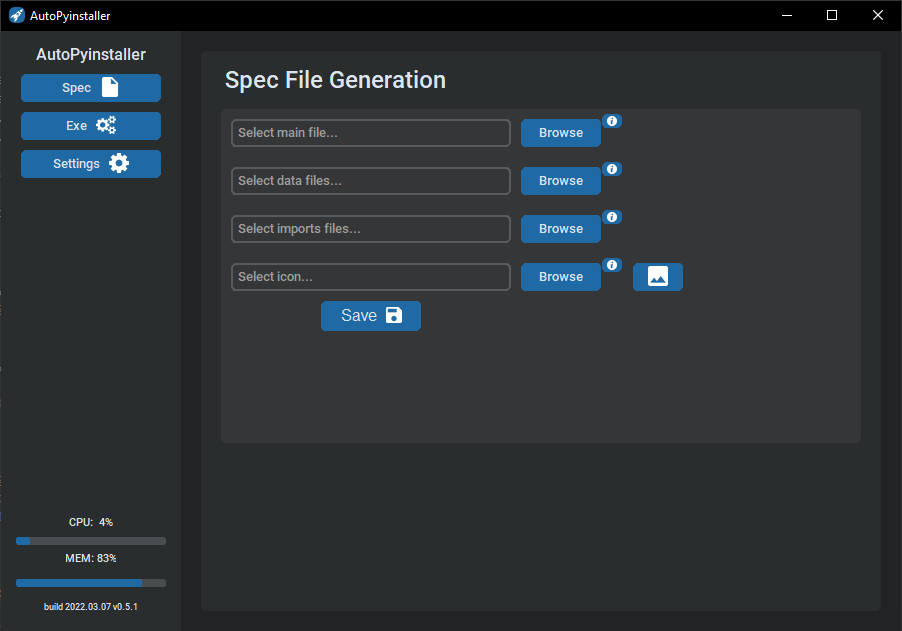 AutoPyinstaller
AutoPyinstaller
Spec
Exe
Settings
CPU: 4%
MEM: 83%
build 2022.03.07 v0.5.1
Spec File Generation
Select main file...
Browse
Select data files...
Browse
Select imports files...
Browse
Select icon...
Browse
Save